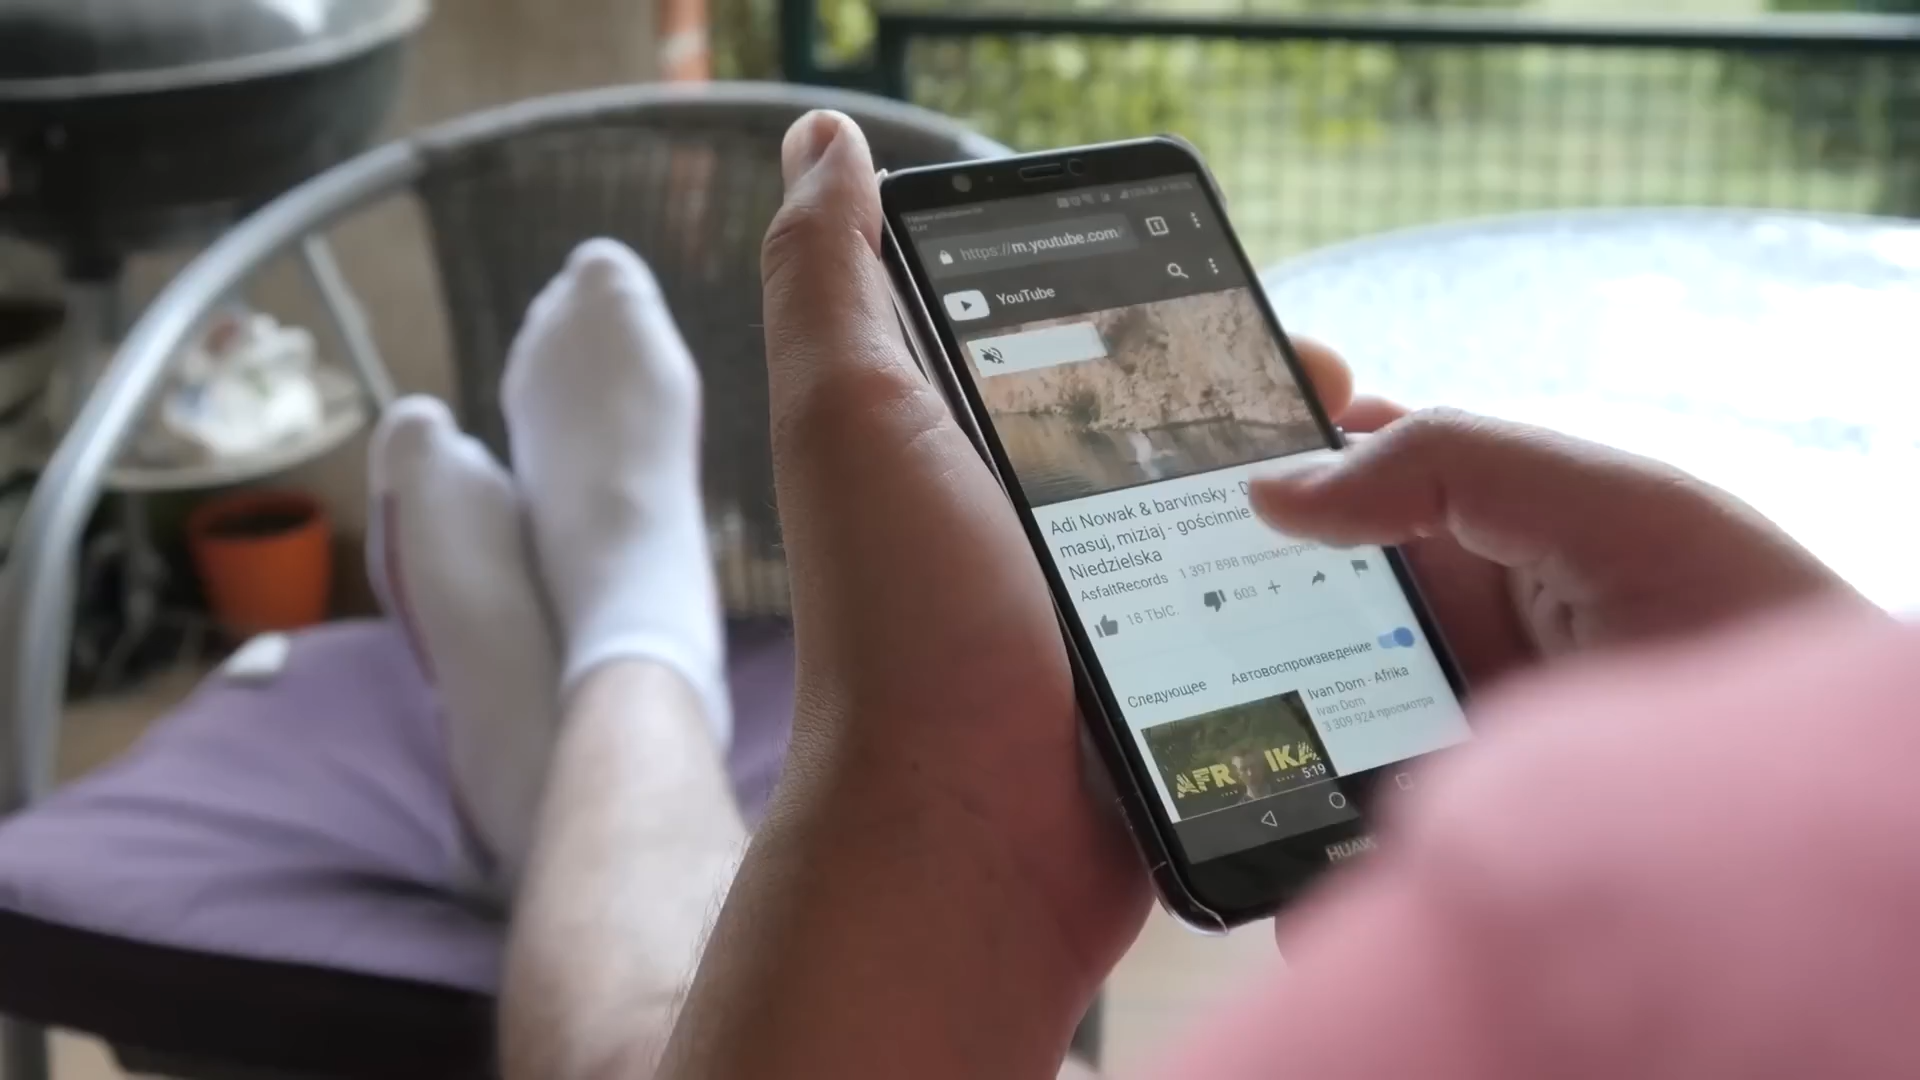 https://m.youtube.com
YouTube
Adi Nowak & barvinsky - D
masuj, miziaj - gościnnie
Niedzielska
AsfaltRecords 1 397 898 просмотров
18 ТЫС. 603
Автовоспроизведение
Следующее
Ivan Dorn - Afrika
Ivan Dorn
3 309 924 просмотра
AFR IKA
5:19
HUAW